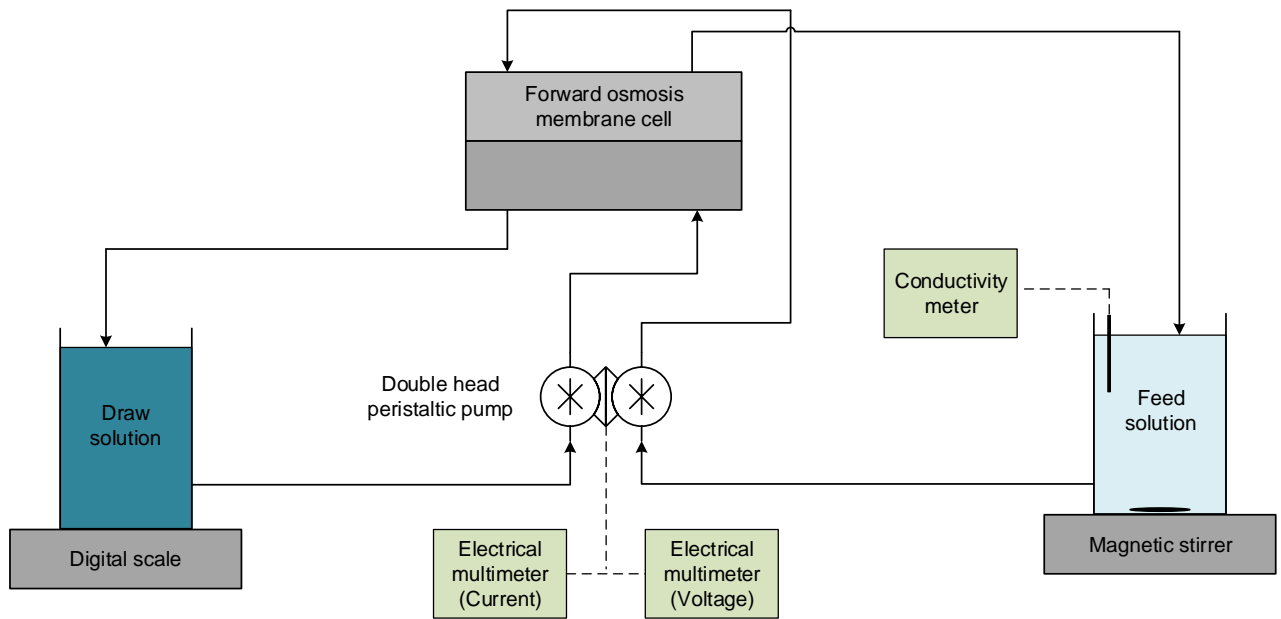 Forward osmosis
membrane cell
Conductivity
meter
Double head
peristaltic pump
Draw
solution
Feed
solution
Digital scale
Electrical
multimeter
(Current)
Electrical
multimeter
(Voltage)
Magnetic stirrer